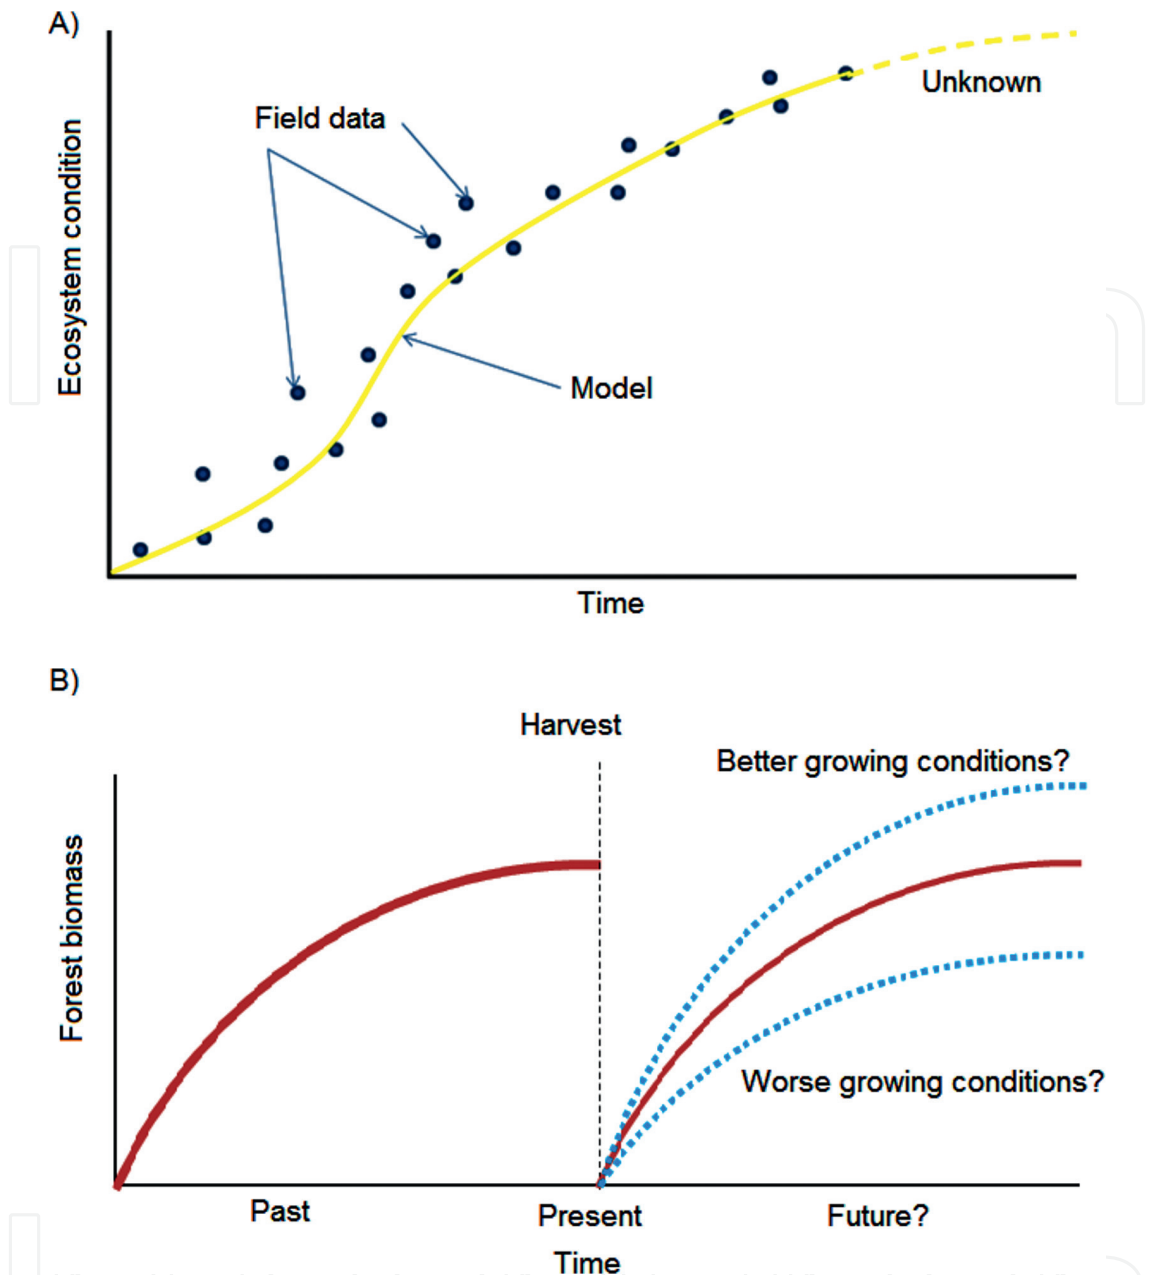 A)
Unknown
Field data
Ecosystem condition
Model
Time
B)
Harvest
Better growing conditions?
Forest biomass
Worse growing conditions?
Past
Present
Future?
Time